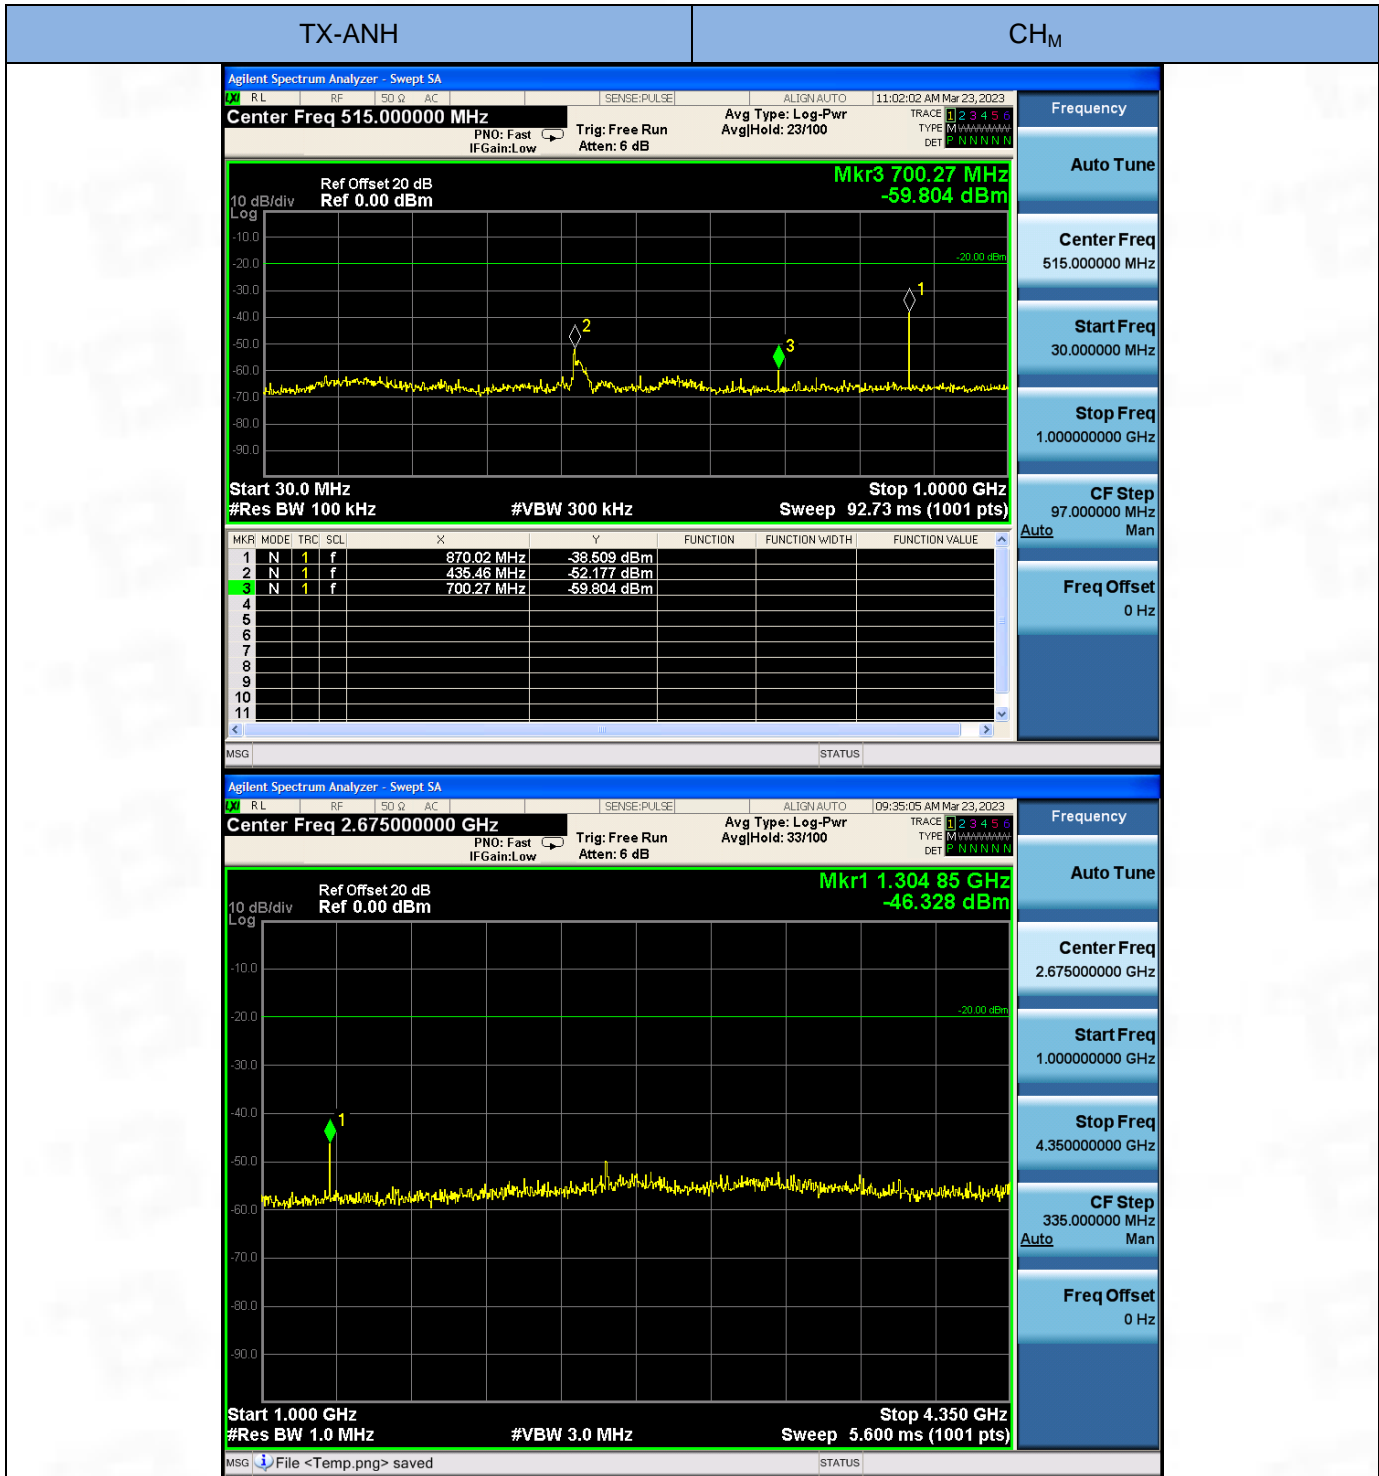 TX-ANH CH_M
Agilent Spectrum Analyzer - Swept SA
LXI RL RF 50 Ω AC SENSE:PULSE ALIGN AUTO 11:02:02 AM Mar 23, 2023
Center Freq 515.000000 MHz
PNO: Fast
IFGain:Low
Trig: Free Run
Atten: 6 dB
Avg Type: Log-Pwr
Avg|Hold: 23/100
TRACE 1 2 3 4 5 6
TYPE M WWWWW
DET P N N N N N
Frequency
Auto Tune
Center Freq
515.000000 MHz
Start Freq
30.000000 MHz
Stop Freq
1.000000000 GHz
CF Step
97.000000 MHz
Auto Man
Freq Offset
0 Hz
Mkr3 700.27 MHz
-59.804 dBm
Ref Offset 20 dB
10 dB/div Ref 0.00 dBm
Log
-10.0
-20.0
-20.00 dBm
-30.0
-40.0
-50.0
-60.0
-70.0
-80.0
-90.0
1
2
3
Start 30.0 MHz Stop 1.0000 GHz
#Res BW 100 kHz #VBW 300 kHz Sweep 92.73 ms (1001 pts)
MKR MODE TRC SCL X Y FUNCTION FUNCTION WIDTH FUNCTION VALUE
1 N 1 f 870.02 MHz -38.509 dBm
2 N 1 f 435.46 MHz -52.177 dBm
3 N 1 f 700.27 MHz -59.804 dBm
4
5
6
7
8
9
10
11
MSG STATUS
Agilent Spectrum Analyzer - Swept SA
LXI RL RF 50 Ω AC SENSE:PULSE ALIGN AUTO 09:35:05 AM Mar 23, 2023
Center Freq 2.675000000 GHz
PNO: Fast
IFGain:Low
Trig: Free Run
Atten: 6 dB
Avg Type: Log-Pwr
Avg|Hold: 33/100
TRACE 1 2 3 4 5 6
TYPE M WWWWW
DET P N N N N N
Frequency
Auto Tune
Center Freq
2.675000000 GHz
Start Freq
1.000000000 GHz
Stop Freq
4.350000000 GHz
CF Step
335.000000 MHz
Auto Man
Freq Offset
0 Hz
Mkr1 1.304 85 GHz
-46.328 dBm
Ref Offset 20 dB
10 dB/div Ref 0.00 dBm
Log
-10.0
-20.0
-20.00 dBm
-30.0
-40.0
-50.0
-60.0
-70.0
-80.0
-90.0
1
Start 1.000 GHz Stop 4.350 GHz
#Res BW 1.0 MHz #VBW 3.0 MHz Sweep 5.600 ms (1001 pts)
MSG File <Temp.png> saved STATUS